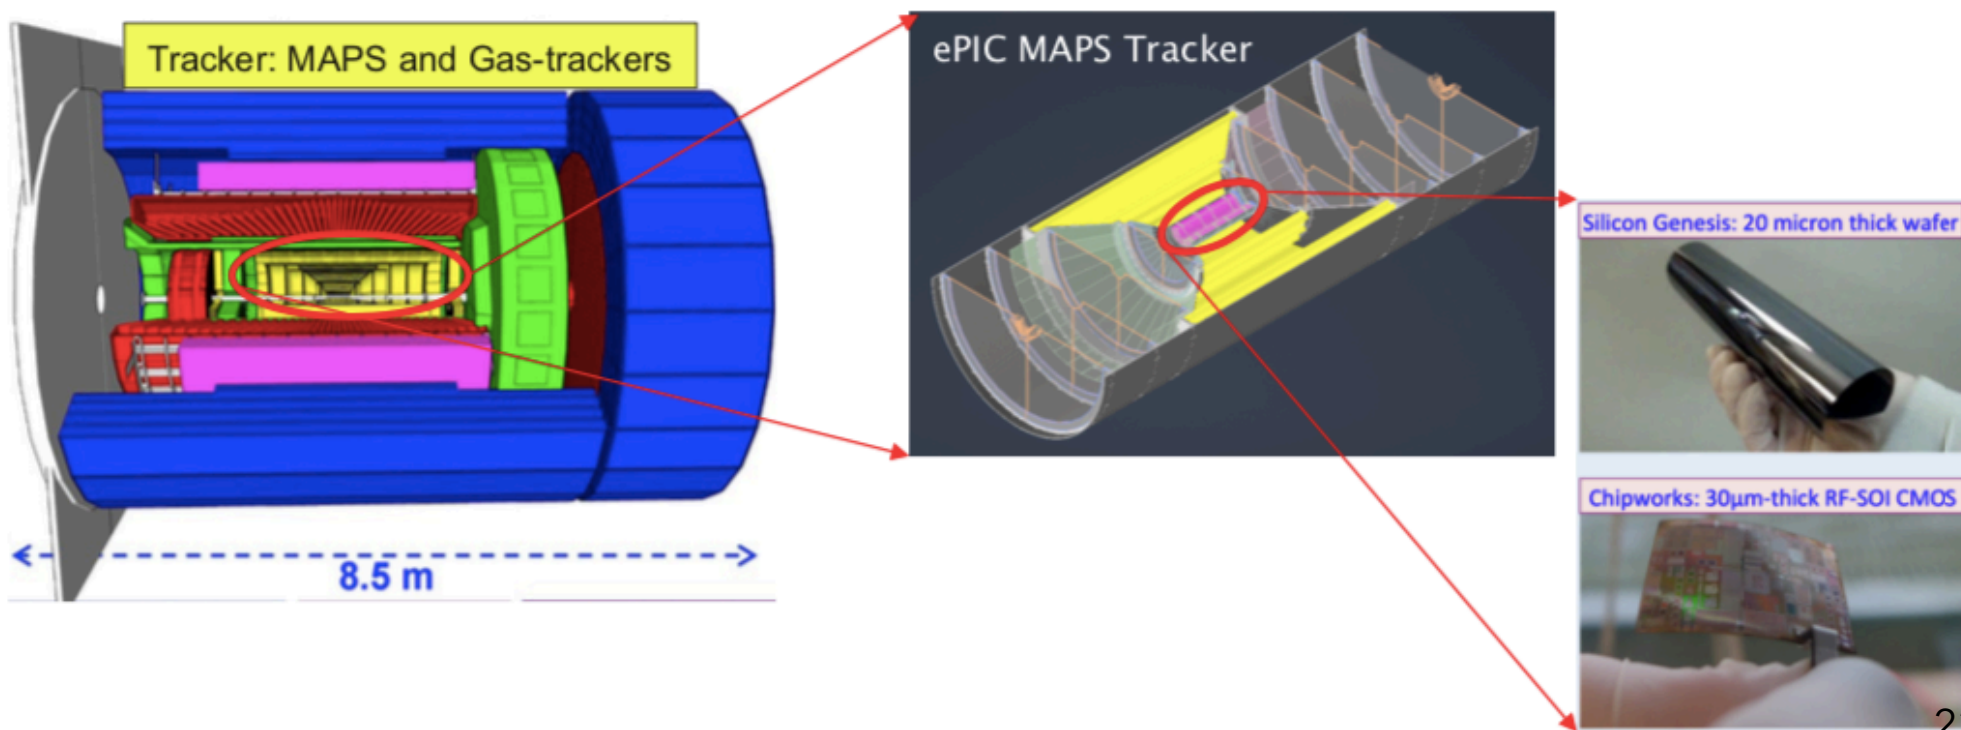 Tracker: MAPS and Gas-trackers
ePIC MAPS Tracker
Silicon Genesis: 20 micron thick wafer
Chipworks: 30μm-thick RF-SOI CMOS
8.5 m
2